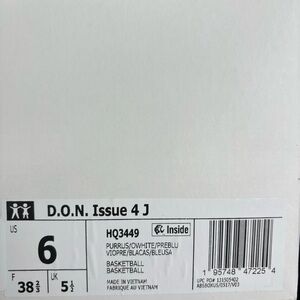 D.O.N. Issue 4 J
US
6
F
38⅔
UK
5½
HQ3449
Inside
PURRUS/OWHITE/PREBLU
VIOPRE/BLACAS/BLEUSA
BASKETBALL
BASKETBALL
MADE IN VIETNAM
FABRIQUÉ AU VIETNAM
1 95748 47225 4